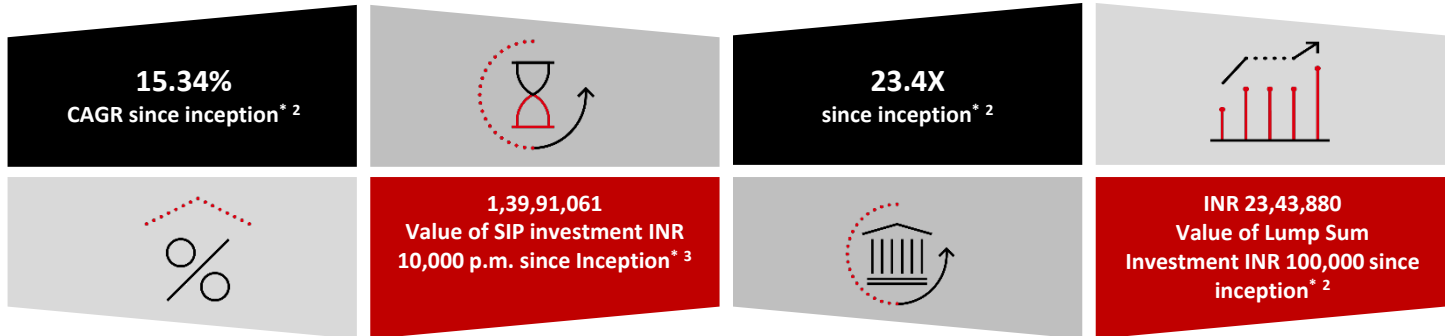 15.34%
CAGR since inception* 2
23.4X
since inception* 2
1,39,91,061
Value of SIP investment INR
10,000 p.m. since Inception* 3
INR 23,43,880
Value of Lump Sum
Investment INR 100,000 since
inception* 2